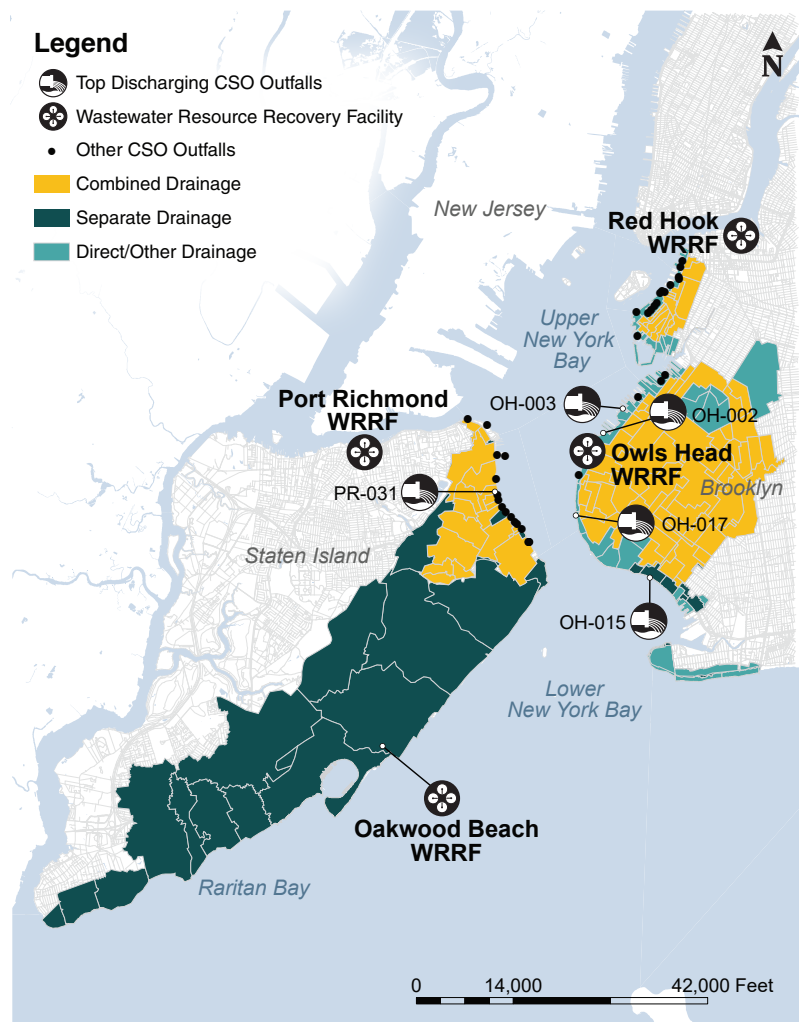 Legend
Top Discharging CSO Outfalls
Wastewater Resource Recovery Facility
Other CSO Outfalls
Combined Drainage
Separate Drainage
Direct/Other Drainage
N
New Jersey
Red Hook
WRRF
Upper
New York
Bay
Port Richmond
WRRF
OH-003
OH-002
Owls Head
WRRF
Brooklyn
PR-031
OH-017
Staten Island
OH-015
Lower
New York Bay
Oakwood Beach
WRRF
Raritan Bay
0 14,000 42,000 Feet